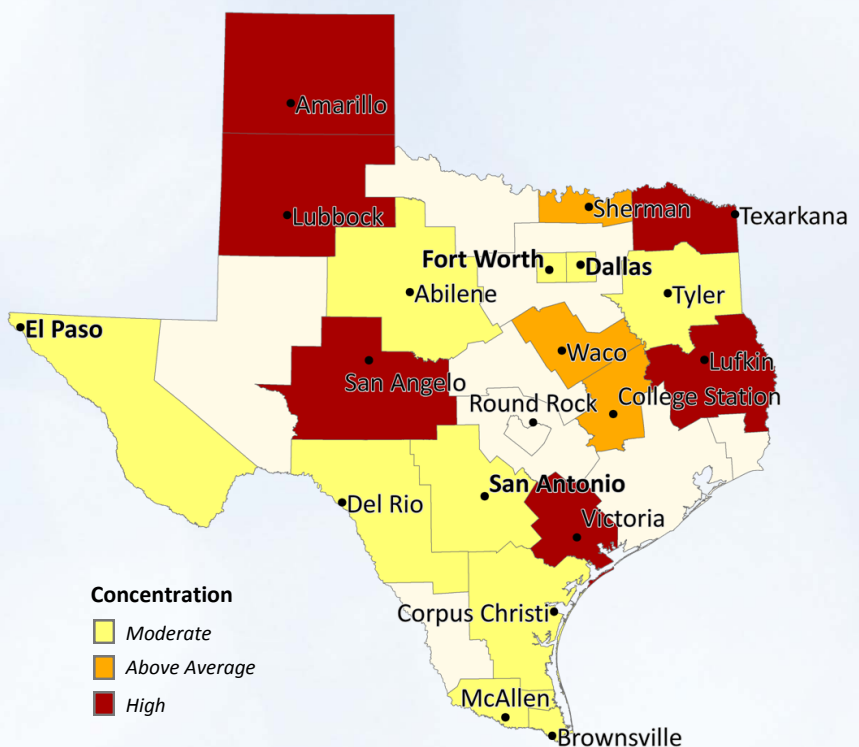 Amarillo
Lubbock
Sherman
Texarkana
Fort Worth
Dallas
Abilene
Tyler
El Paso
Waco
Lufkin
San Angelo
College Station
Round Rock
San Antonio
Del Rio
Victoria
Concentration
Moderate
Above Average
High
Corpus Christi
McAllen
Brownsville